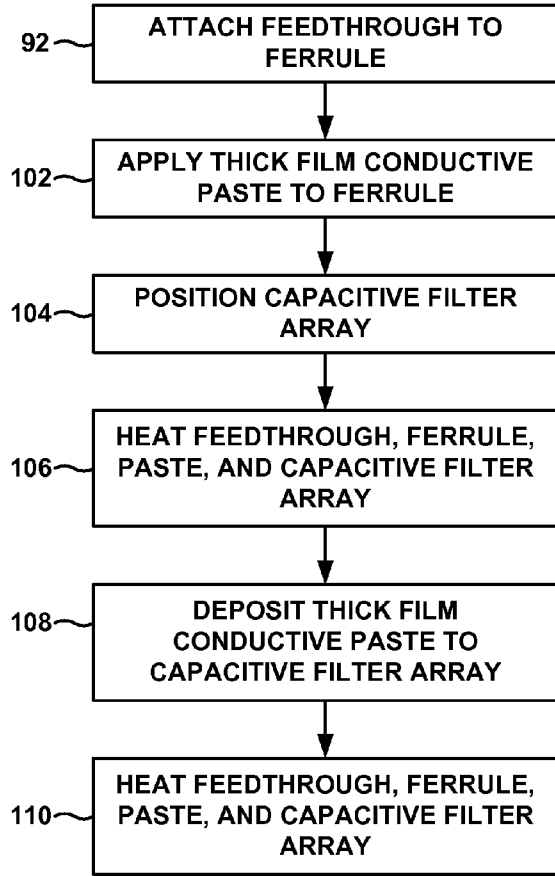 92
ATTACH FEEDTHROUGH TO
FERRULE
102
APPLY THICK FILM CONDUCTIVE
PASTE TO FERRULE
104
POSITION CAPACITIVE FILTER
ARRAY
106
HEAT FEEDTHROUGH, FERRULE,
PASTE, AND CAPACITIVE FILTER
ARRAY
108
DEPOSIT THICK FILM
CONDUCTIVE PASTE TO
CAPACITIVE FILTER ARRAY
110
HEAT FEEDTHROUGH, FERRULE,
PASTE, AND CAPACITIVE FILTER
ARRAY